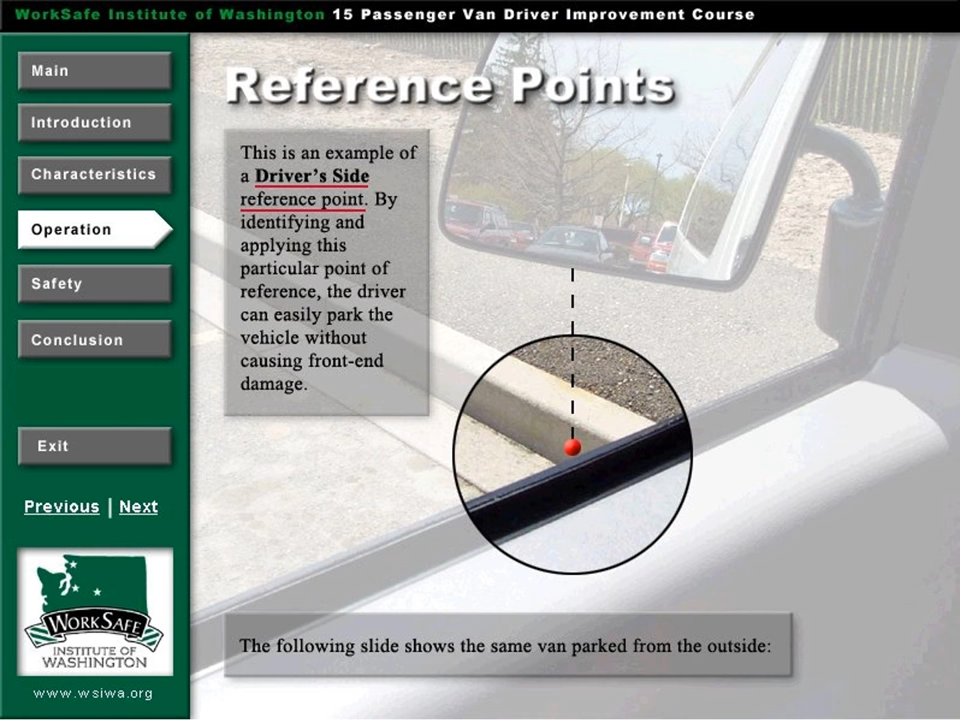 WorkSafe Institute of Washington 15 Passenger Van Driver Improvement Course
Main
Introduction
Characteristics
Operation
Safety
Conclusion
Exit
Previous | Next
WORKSAFE
INSTITUTE OF
WASHINGTON
www.wsiwa.org
Reference Points
This is an example of
a Driver’s Side
reference point. By
identifying and
applying this
particular point of
reference, the driver
can easily park the
vehicle without
causing front-end
damage.
The following slide shows the same van parked from the outside: